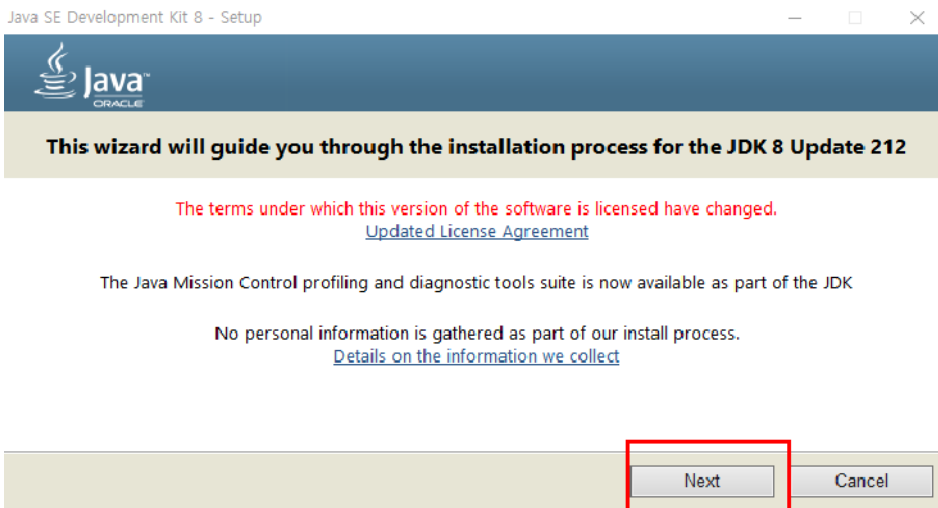 Java SE Development Kit 8 - Setup
Java™
ORACLE
This wizard will guide you through the installation process for the JDK 8 Update 212
The terms under which this version of the software is licensed have changed.
Updated License Agreement
The Java Mission Control profiling and diagnostic tools suite is now available as part of the JDK
No personal information is gathered as part of our install process.
Details on the information we collect
Next
Cancel